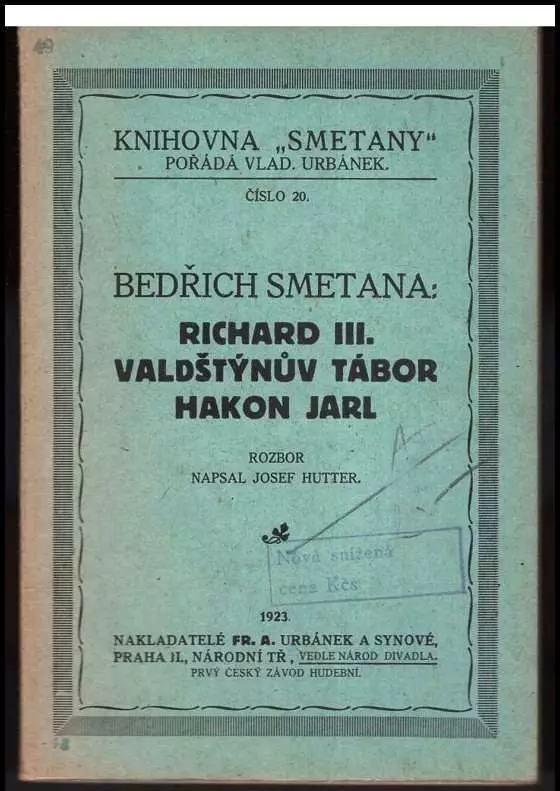 49
KNIHOVNA „SMETANY“
POŘÁDÁ VLAD. URBÁNEK.
ČÍSLO 20.
BEDŘICH SMETANA:
RICHARD III.
VALDŠTÝNŮV TÁBOR
HAKON JARL
ROZBOR
NAPSAL JOSEF HUTTER.
Nová snížená
cena Kčs
1923.
NAKLADATELÉ FR. A. URBÁNEK A SYNOVÉ,
PRAHA II., NÁRODNÍ TŘ., VEDLE NÁROD. DIVADLA.
PRVÝ ČESKÝ ZÁVOD HUDEBNÍ.